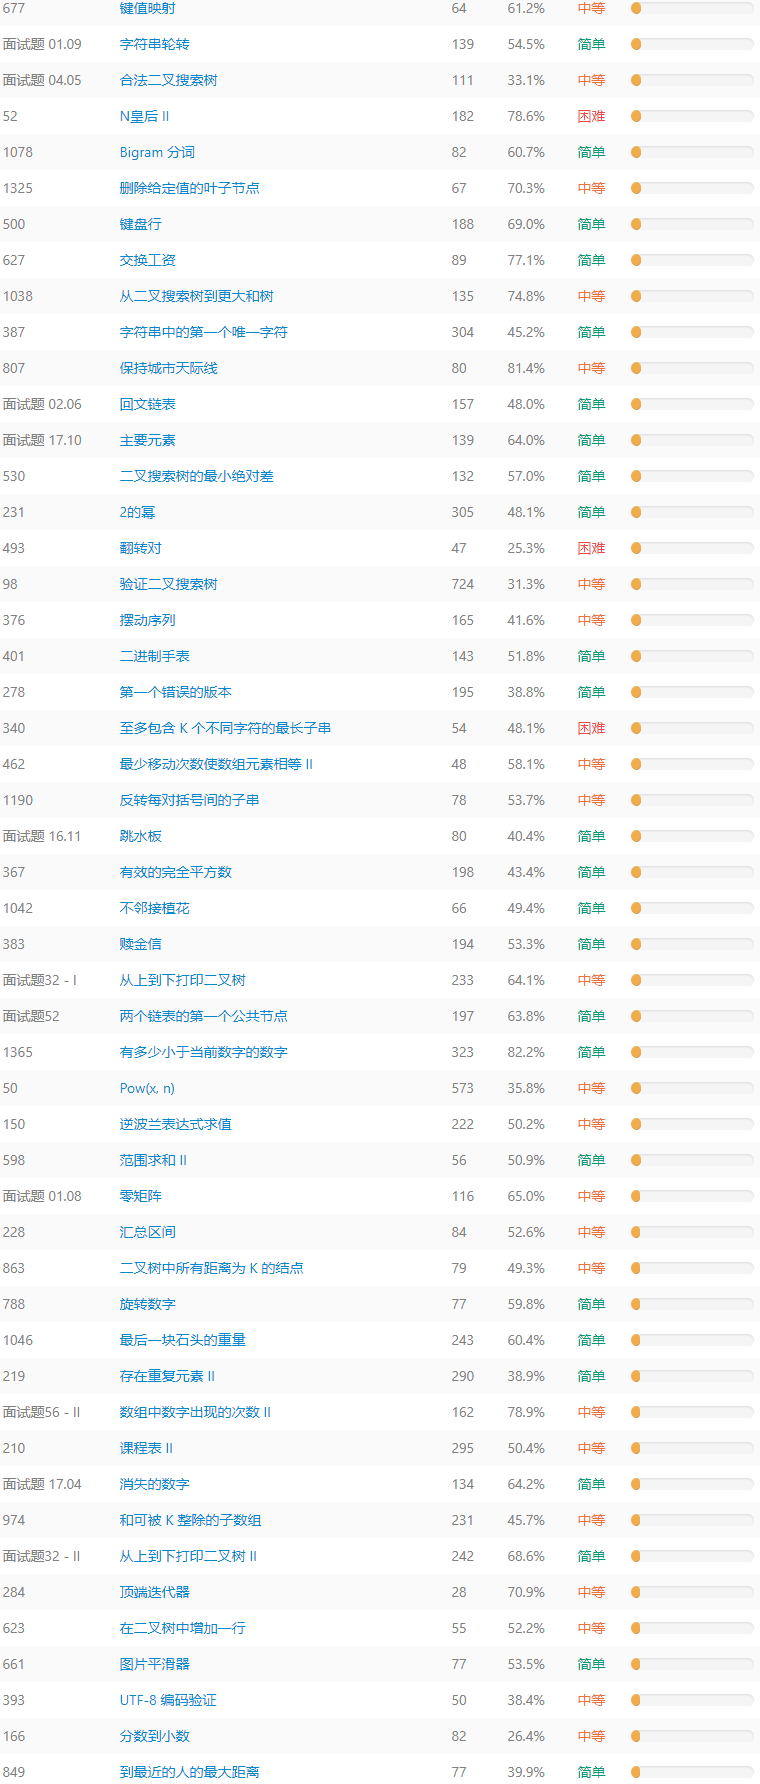 677 键值映射 64 61.2% 中等
面试题 01.09 字符串轮转 139 54.5% 简单
面试题 04.05 合法二叉搜索树 111 33.1% 中等
52 N皇后 II 182 78.6% 困难
1078 Bigram 分词 82 60.7% 简单
1325 删除给定值的叶子节点 67 70.3% 中等
500 键盘行 188 69.0% 简单
627 交换工资 89 77.1% 简单
1038 从二叉搜索树到更大和树 135 74.8% 中等
387 字符串中的第一个唯一字符 304 45.2% 简单
807 保持城市天际线 80 81.4% 中等
面试题 02.06 回文链表 157 48.0% 简单
面试题 17.10 主要元素 139 64.0% 简单
530 二叉搜索树的最小绝对差 132 57.0% 简单
231 2的幂 305 48.1% 简单
493 翻转对 47 25.3% 困难
98 验证二叉搜索树 724 31.3% 中等
376 摆动序列 165 41.6% 中等
401 二进制手表 143 51.8% 简单
278 第一个错误的版本 195 38.8% 简单
340 至多包含 K 个不同字符的最长子串 54 48.1% 困难
462 最少移动次数使数组元素相等 II 48 58.1% 中等
1190 反转每对括号间的子串 78 53.7% 中等
面试题 16.11 跳水板 80 40.4% 简单
367 有效的完全平方数 198 43.4% 简单
1042 不邻接植花 66 49.4% 简单
383 赎金信 194 53.3% 简单
面试题32 - I 从上到下打印二叉树 233 64.1% 中等
面试题52 两个链表的第一个公共节点 197 63.8% 简单
1365 有多少小于当前数字的数字 323 82.2% 简单
50 Pow(x, n) 573 35.8% 中等
150 逆波兰表达式求值 222 50.2% 中等
598 范围求和 II 56 50.9% 简单
面试题 01.08 零矩阵 116 65.0% 中等
228 汇总区间 84 52.6% 中等
863 二叉树中所有距离为 K 的结点 79 49.3% 中等
788 旋转数字 77 59.8% 简单
1046 最后一块石头的重量 243 60.4% 简单
219 存在重复元素 II 290 38.9% 简单
面试题56 - II 数组中数字出现的次数 II 162 78.9% 中等
210 课程表 II 295 50.4% 中等
面试题 17.04 消失的数字 134 64.2% 简单
974 和可被 K 整除的子数组 231 45.7% 中等
面试题32 - II 从上到下打印二叉树 II 242 68.6% 简单
284 顶端迭代器 28 70.9% 中等
623 在二叉树中增加一行 55 52.2% 中等
661 图片平滑器 77 53.5% 简单
393 UTF-8 编码验证 50 38.4% 中等
166 分数到小数 82 26.4% 中等
849 到最近的人的最大距离 77 39.9% 简单